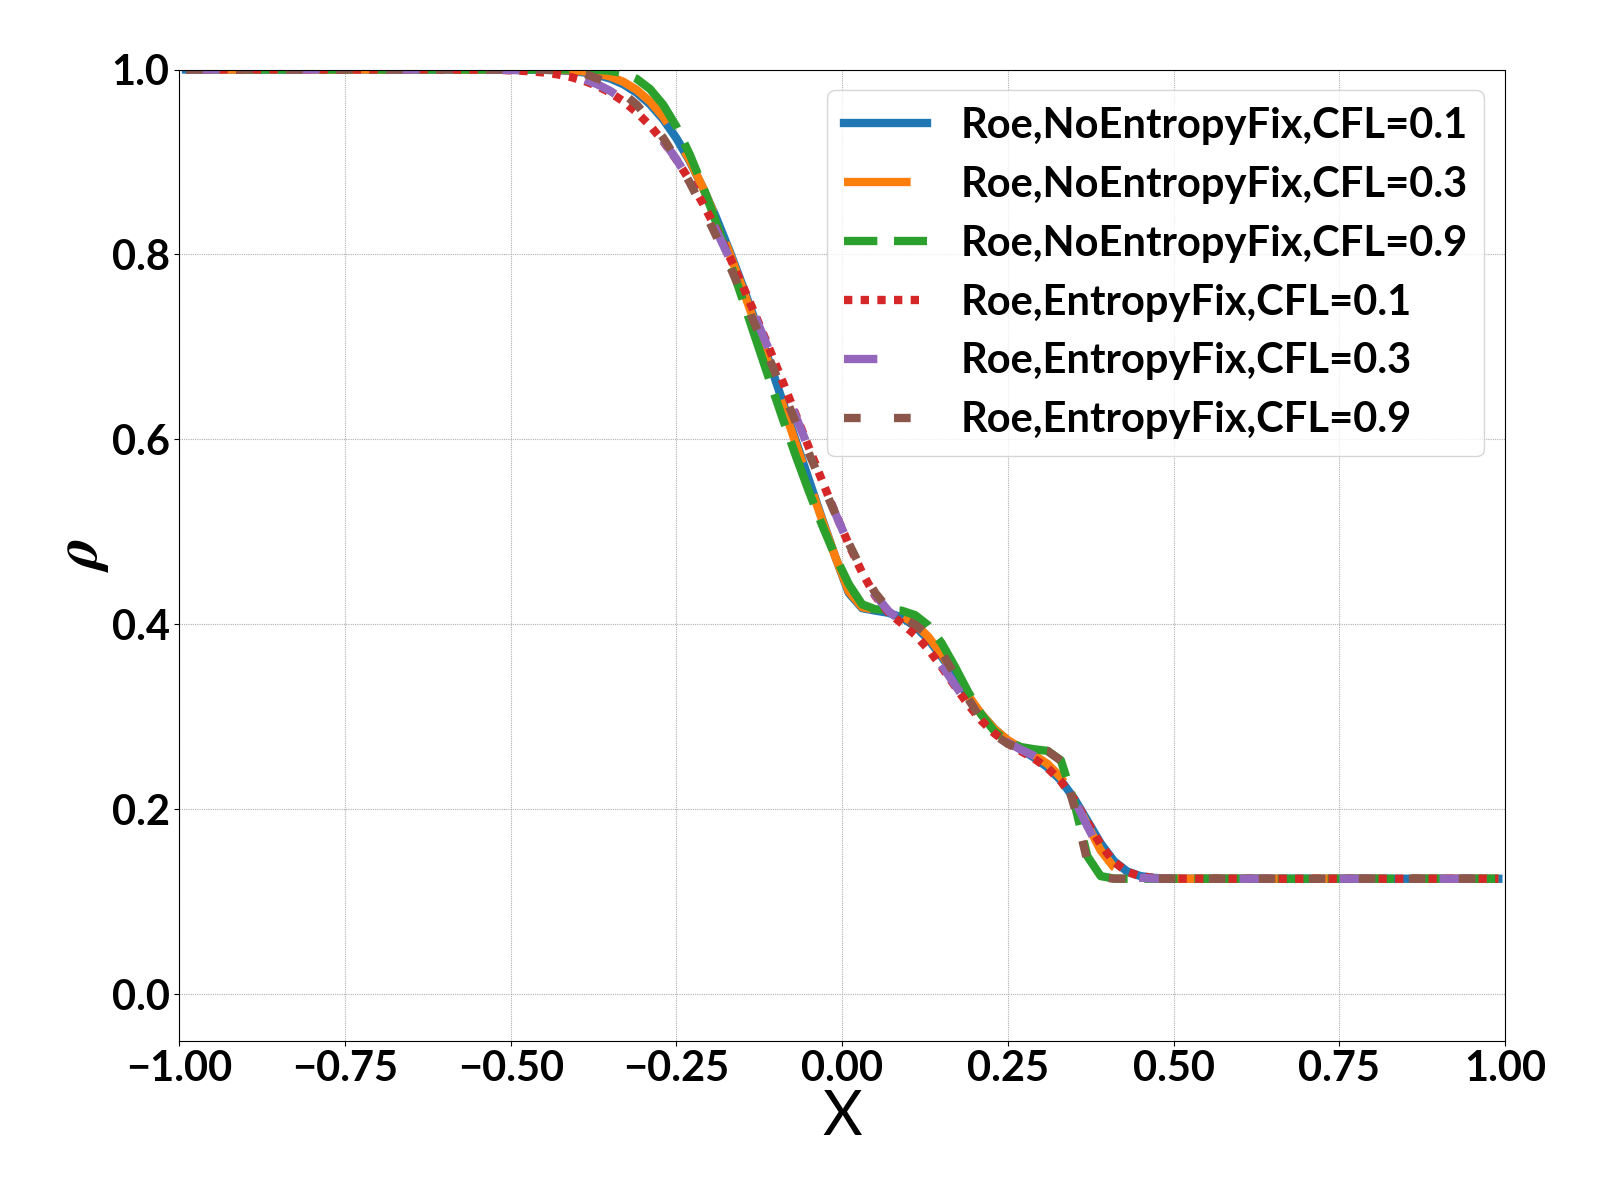 1.0
0.8
0.6
0.4
0.2
0.0
ρ
Roe,NoEntropyFix,CFL=0.1
Roe,NoEntropyFix,CFL=0.3
Roe,NoEntropyFix,CFL=0.9
Roe,EntropyFix,CFL=0.1
Roe,EntropyFix,CFL=0.3
Roe,EntropyFix,CFL=0.9
−1.00 −0.75 −0.50 −0.25 0.00 0.25 0.50 0.75 1.00
X